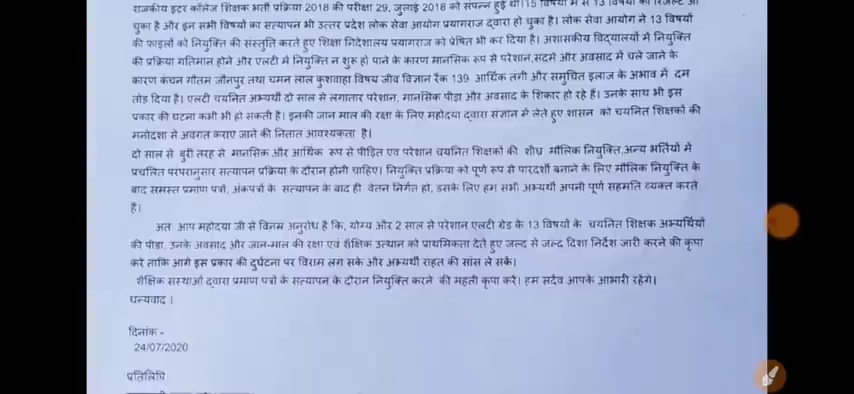 राजकीय इंटर कॉलेज शिक्षक भर्ती प्रक्रिया 2018 की परीक्षा 29, जुलाई 2018 को संपन्न हुई थी।15 विषयों में से 13 विषयों का रिजल्ट आ
चुका है और इन सभी विषयों का सत्यापन भी उत्तर प्रदेश लोक सेवा आयोग प्रयागराज द्वारा हो चुका है। लोक सेवा आयोग ने 13 विषयों
की फाइलों को नियुक्ति की संस्तुति करते हुए शिक्षा निदेशालय प्रयागराज को प्रेषित भी कर दिया है। अशासकीय विद्यालयों में नियुक्ति
की प्रक्रिया गतिमान होने और एलटी में नियुक्ति न शुरू हो पाने के कारण मानसिक रूप से परेशान,सदमे और अवसाद में चले जाने के
कारण कंचन गौतम जौनपुर तथा चमन लाल कुशवाहा विषय जीव विज्ञान रैंक 139 आर्थिक तंगी और समुचित इलाज के अभाव में दम
तोड़ दिया है। एलटी चयनित अभ्यर्थी दो साल से लगातार परेशान, मानसिक पीड़ा और अवसाद के शिकार हो रहे हैं। उनके साथ भी इस
प्रकार की घटना कभी भी हो सकती है। इनकी जान माल की रक्षा के लिए महोदया द्वारा संज्ञान में लेते हुए शासन को चयनित शिक्षकों की
मनोदशा से अवगत कराए जाने की नितांत आवश्यकता है।
दो साल से बुरी तरह से मानसिक और आर्थिक रूप से पीड़ित एवं परेशान चयनित शिक्षकों की शीघ्र मौलिक नियुक्ति,अन्य भर्तियों में
प्रचलित परंपरानुसार सत्यापन प्रक्रिया के दौरान होनी चाहिए। नियुक्ति प्रक्रिया को पूर्ण रूप से पारदर्शी बनाने के लिए मौलिक नियुक्ति के
बाद समस्त प्रमाण पत्रों, अंकपत्रों के सत्यापन के बाद ही वेतन निर्गत हो, इसके लिए हम सभी अभ्यर्थी अपनी पूर्ण सहमति व्यक्त करते
हैं।
अतः आप महोदया जी से विनम्र अनुरोध है कि, योग्य और 2 साल से परेशान एलटी ग्रेड के 13 विषयों के चयनित शिक्षक अभ्यर्थियों
की पीड़ा, उनके अवसाद और जान-माल की रक्षा एवं शैक्षिक उत्थान को प्राथमिकता देते हुए जल्द से जल्द दिशा निर्देश जारी करने की कृपा
करें ताकि आगे इस प्रकार की दुर्घटना पर विराम लग सके और अभ्यर्थी राहत की सांस ले सके।
शैक्षिक संस्थाओं द्वारा प्रमाण पत्रों के सत्यापन के दौरान नियुक्ति करने की महती कृपा करें। हम सदैव आपके आभारी रहेंगे।
धन्यवाद ।
दिनांक -
24/07/2020
प्रतिलिपि